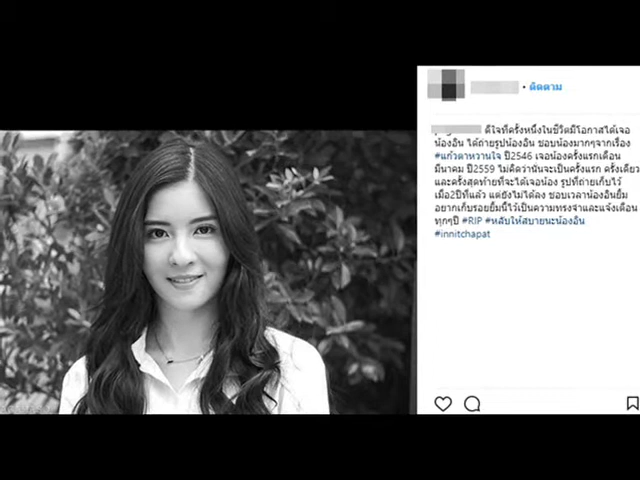 • ติดตาม
ดีใจที่ครั้งหนึ่งในชีวิตมีโอกาสได้เจอ
น้องอิน ได้ถ่ายรูปน้องอิน ชอบน้องมากๆจากเรื่อง
#แก้วตาหวานใจ ปี2546 เจอน้องครั้งแรกเดือน
มีนาคม ปี2559 ไม่คิดว่านั่นจะเป็นครั้งแรก ครั้งเดียว
และครั้งสุดท้ายที่จะได้เจอน้อง รูปที่ถ่ายเก็บไว้
เมื่อ2ปีที่แล้ว แต่ยังไม่ได้ลง ชอบเวลาน้องอินยิ้ม
อยากเก็บรอยยิ้มนี้ไว้เป็นความทรงจำและแจ้งเตือน
ทุกๆปี #RIP #หลับให้สบายนะน้องอิน
#innitchapat